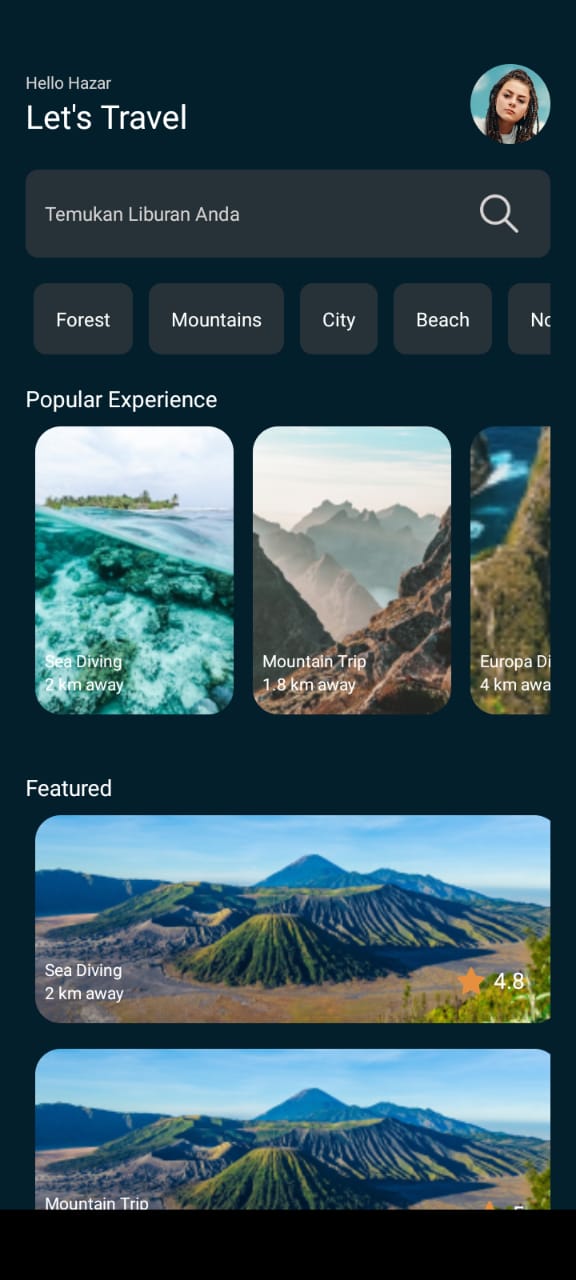 Hello Hazar
Let's Travel
Temukan Liburan Anda
Forest
Mountains
City
Beach
Popular Experience
Sea Diving
2 km away
Mountain Trip
1.8 km away
Europa Di
4 km awa
Featured
Sea Diving
2 km away
4.8
Mountain Trip